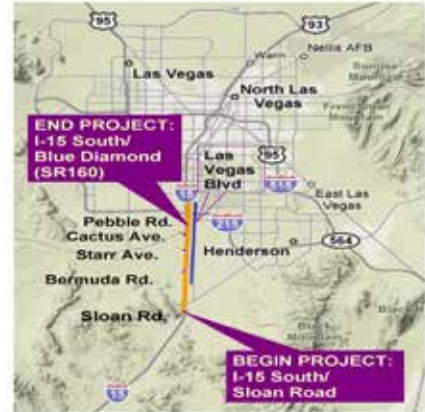 95
93
Nellis AFB
Las Vegas
North Las
Vegas
END PROJECT:
I-15 South/
Blue Diamond
(SR160)
Las
Vegas
Blvd
95
East Las
Vegas
215
Pebble Rd.
Cactus Ave.
Starr Ave.
Henderson
564
Bermuda Rd.
Sloan Rd.
BEGIN PROJECT:
I-15 South/
Sloan Road
15